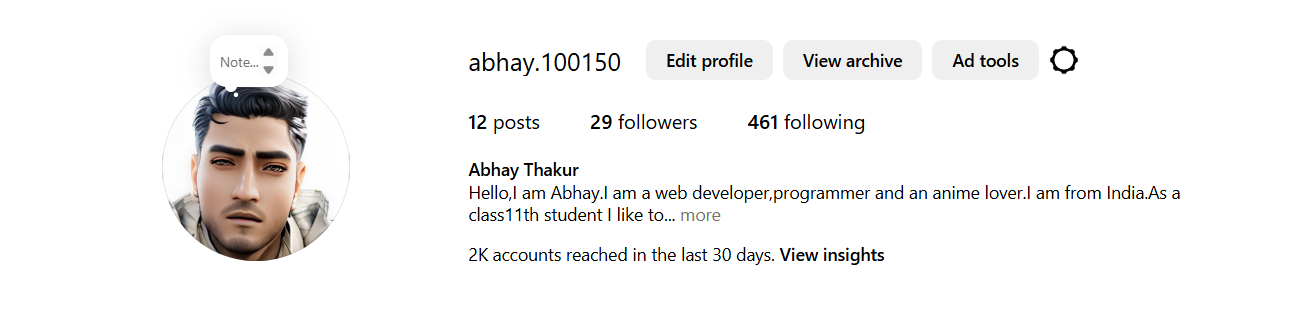 Note...
abhay.100150 Edit profile View archive Ad tools
12 posts 29 followers 461 following
Abhay Thakur
Hello,I am Abhay.I am a web developer,programmer and an anime lover.I am from India.As a
class11th student I like to... more
2K accounts reached in the last 30 days. View insights